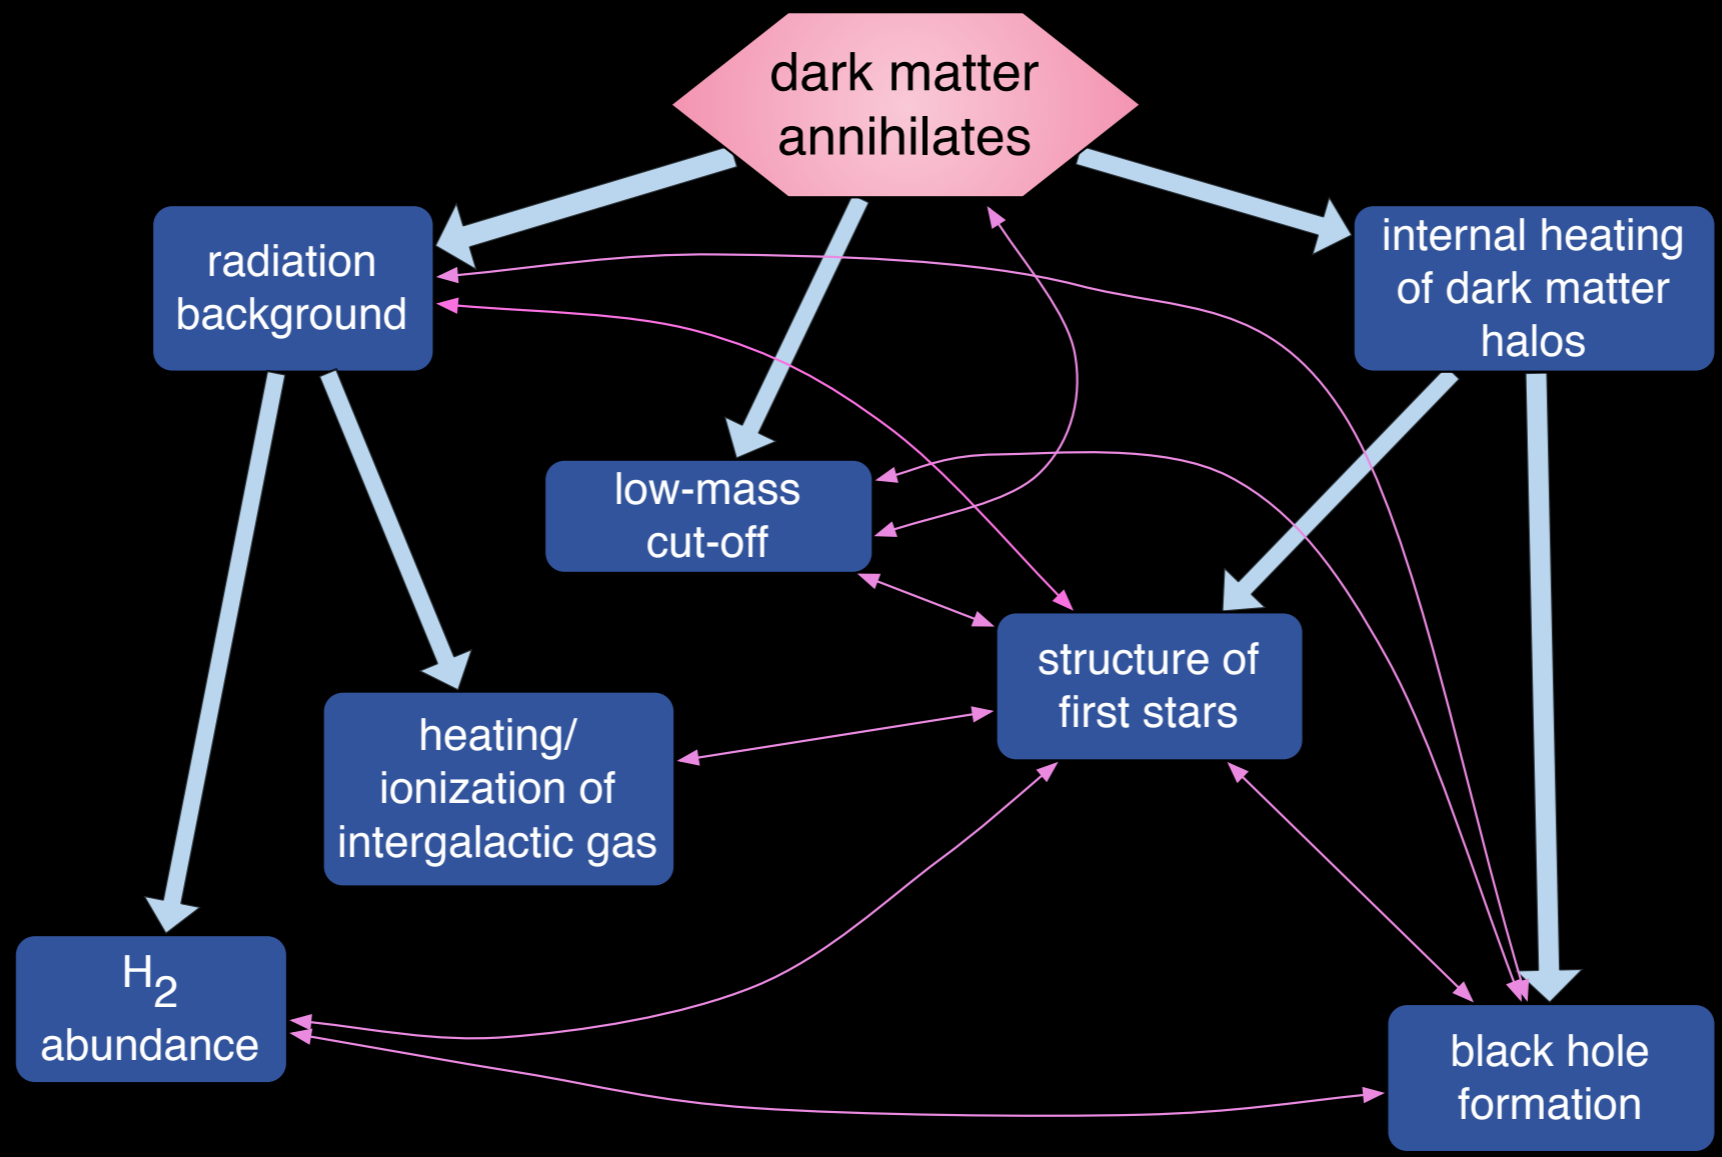 dark matter
annihilates
radiation
background
internal heating
of dark matter
halos
low-mass
cut-off
structure of
first stars
heating/
ionization of
intergalactic gas
H2
abundance
black hole
formation